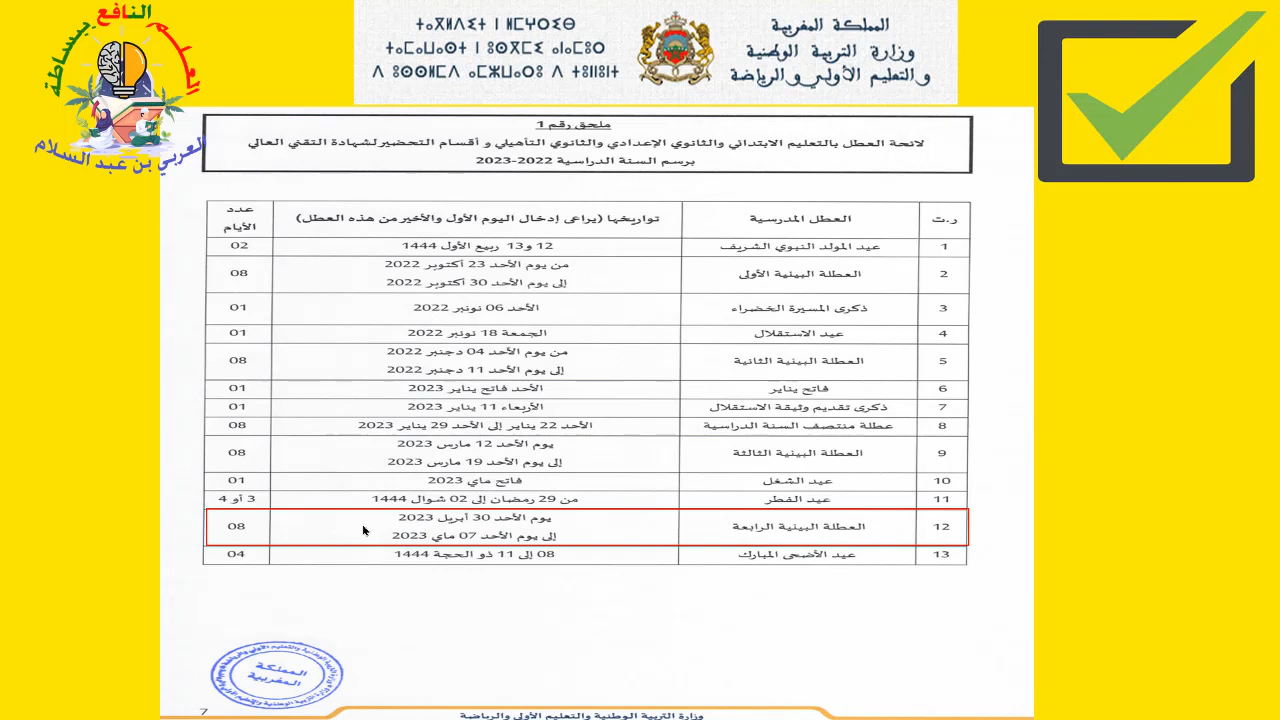 العلم
النافع
ببساطة
العربي بن عبد السلام
ⵜⴰⴳⵍⴷⵉⵜ ⵏ ⵍⵎⵖⵔⵉⴱ
ⵜⴰⵎⴰⵡⴰⵙⵜ ⵏ ⵓⵙⴳⵎⵉ ⴰⵏⴰⵎⵓⵔ
ⴷ ⵓⵙⵙⵍⵎⴷ ⴰⵎⵣⵡⴰⵔⵓ ⴷ ⵜⵓⵏⵏⵓⵏⵜ
المملكة المغربية
وزارة التربية الوطنية
والتعليم الأولي والرياضة
ملحق رقم 1
لائحة العطل بالتعليم الابتدائي والثانوي الإعدادي والثانوي التأهيلي و أقسام التحضير لشهادة التقني العالي
برسم السنة الدراسية 2022-2023
ر.ت العطل المدرسية تواريخها (يراعى إدخال اليوم الأول والأخير من هذه العطل) عدد الأيام
1 عيد المولد النبوي الشريف 12 و13 ربيع الأول 1444 02
2 العطلة البينية الأولى من يوم الأحد 23 أكتوبر 2022 08
إلى يوم الأحد 30 أكتوبر 2022
3 ذكرى المسيرة الخضراء الأحد 06 نونبر 2022 01
4 عيد الاستقلال الجمعة 18 نونبر 2022 01
5 العطلة البينية الثانية من يوم الأحد 04 دجنبر 2022 08
إلى يوم الأحد 11 دجنبر 2022
6 فاتح يناير الأحد فاتح يناير 2023 01
7 ذكرى تقديم وثيقة الاستقلال الأربعاء 11 يناير 2023 01
8 عطلة منتصف السنة الدراسية الأحد 22 يناير إلى الأحد 29 يناير 2023 08
9 العطلة البينية الثالثة يوم الأحد 12 مارس 2023 08
إلى يوم الأحد 19 مارس 2023
10 عيد الشغل فاتح ماي 2023 01
11 عيد الفطر من 29 رمضان إلى 02 شوال 1444 3 أو 4
12 العطلة البينية الرابعة يوم الأحد 30 أبريل 2023 08
إلى يوم الأحد 07 ماي 2023
13 عيد الأضحى المبارك 08 إلى 11 ذو الحجة 1444 04
المملكة
المغربية
7
وزارة التربية الوطنية والتعليم الأولي والرياضة